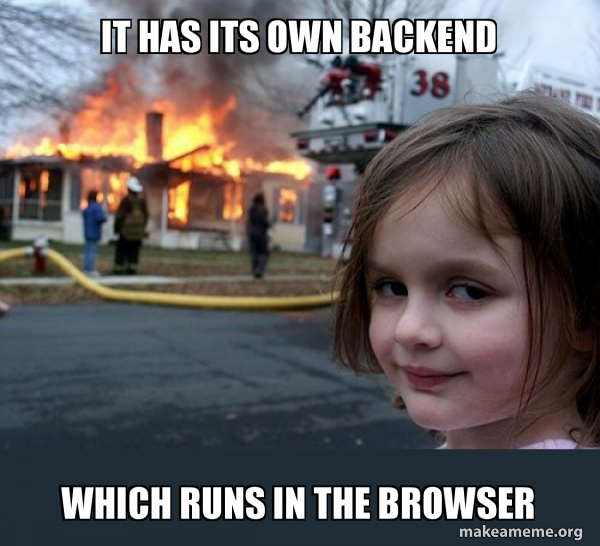 IT HAS ITS OWN BACKEND
38
WHICH RUNS IN THE BROWSER
makeameme.org